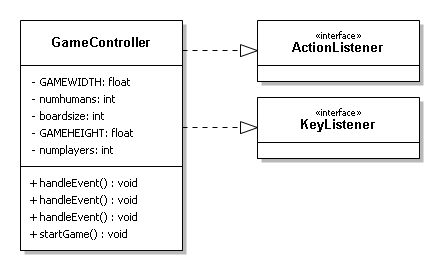 GameController
- GAMEWIDTH: float
- numhumans: int
- boardsize: int
- GAMEHEIGHT: float
- numplayers: int
+ handleEvent() : void
+ handleEvent() : void
+ handleEvent() : void
+ startGame() : void
«interface»
ActionListener
«interface»
KeyListener